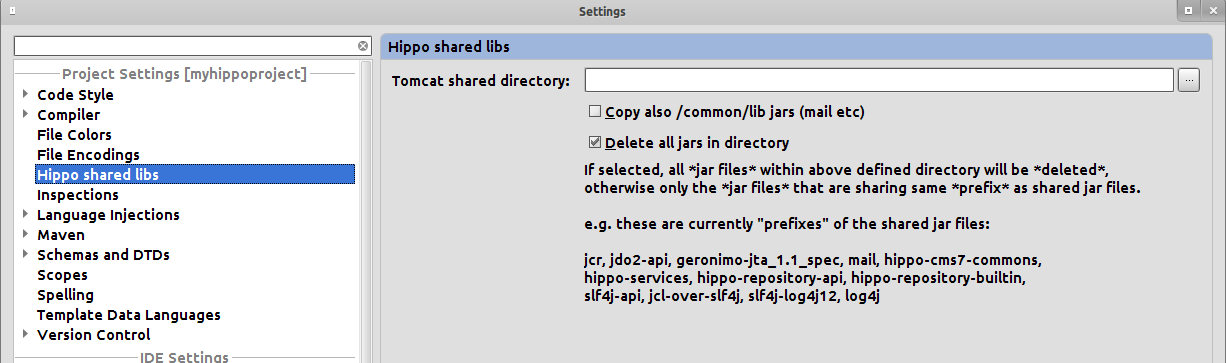 Settings
Hippo shared libs
Project Settings [myhippoproject]
Tomcat shared directory:
...
Code Style
Copy also /common/lib jars (mail etc)
Compiler
File Colors
Delete all jars in directory
File Encodings
If selected, all *jar files* within above defined directory will be *deleted*,
Hippo shared libs
otherwise only the *jar files* that are sharing same *prefix* as shared jar files.
Inspections
Language Injections
e.g. these are currently "prefixes" of the shared jar files:
Maven
Schemas and DTDs
jcr, jdo2-api, geronimo-jta_1.1_spec, mail, hippo-cms7-commons,
Scopes
hippo-services, hippo-repository-api, hippo-repository-builtin,
Spelling
slf4j-api, jcl-over-slf4j, slf4j-log4j12, log4j
Template Data Languages
Version Control
IDE Settings